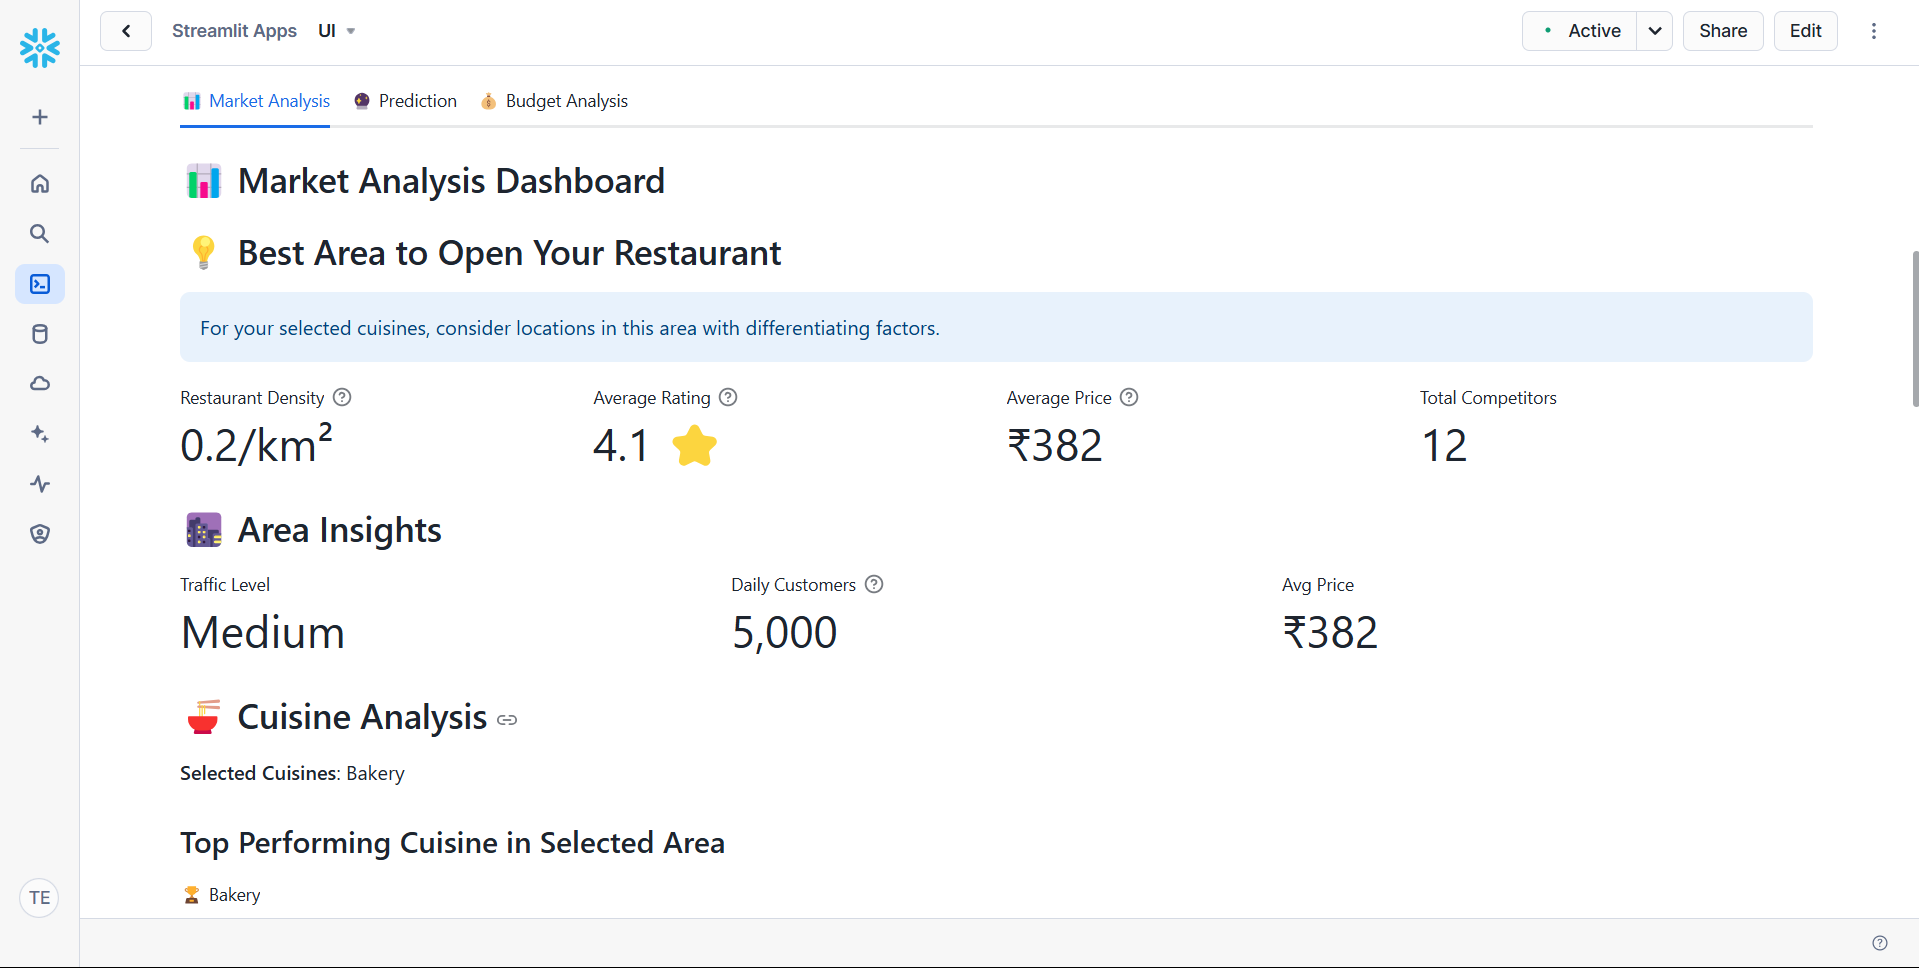 Streamlit Apps UI
Active
Share
Edit
Market Analysis
Prediction
Budget Analysis
Market Analysis Dashboard
Best Area to Open Your Restaurant
For your selected cuisines, consider locations in this area with differentiating factors.
Restaurant Density
0.2/km²
Average Rating
4.1
Average Price
₹382
Total Competitors
12
Area Insights
Traffic Level
Medium
Daily Customers
5,000
Avg Price
₹382
Cuisine Analysis
Selected Cuisines: Bakery
Top Performing Cuisine in Selected Area
Bakery
TE